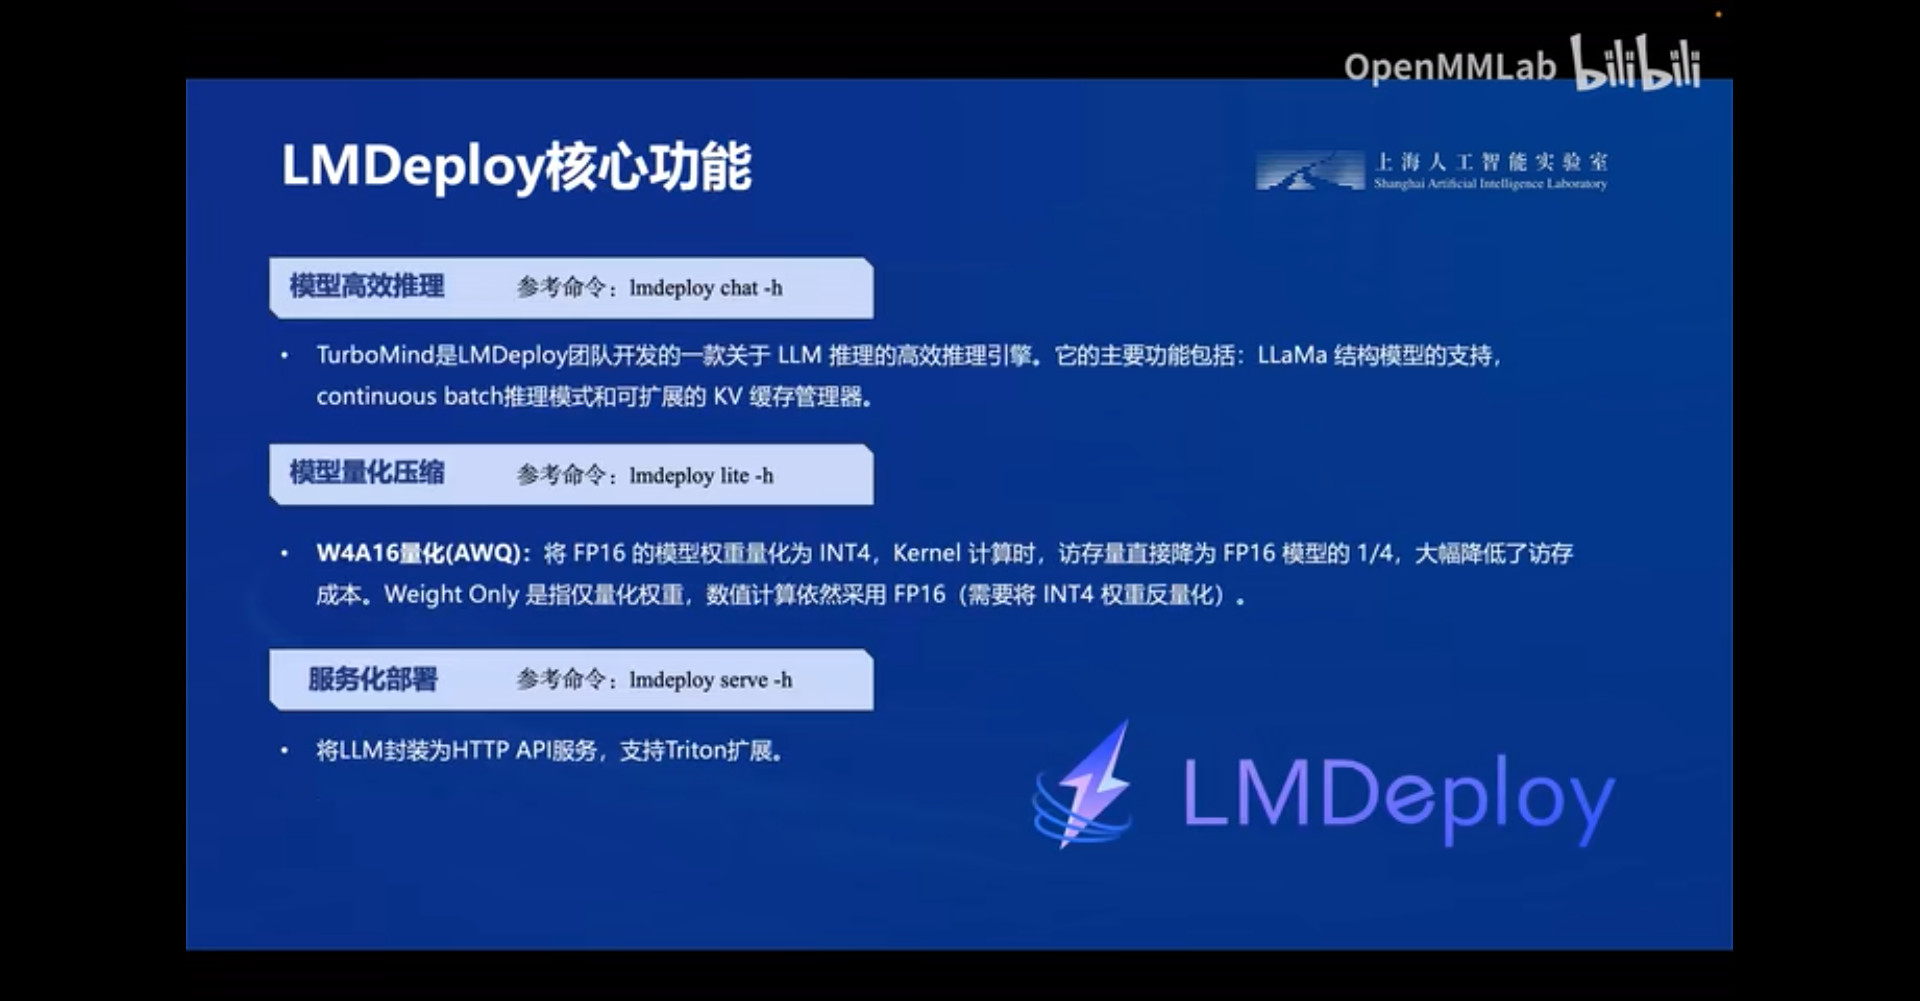 OpenMMLab bilibili
LMDeploy核心功能
上海人工智能实验室
Shanghai Artificial Intelligence Laboratory
模型高效推理 参考命令：lmdeploy chat -h
• TurboMind是LMDeploy团队开发的一款关于 LLM 推理的高效推理引擎。它的主要功能包括：LLaMa 结构模型的支持，
continuous batch推理模式和可扩展的 KV 缓存管理器。
模型量化压缩 参考命令：lmdeploy lite -h
• W4A16量化(AWQ)：将 FP16 的模型权重量化为 INT4，Kernel 计算时，访存量直接降为 FP16 模型的 1/4，大幅降低了访存
成本。Weight Only 是指仅量化权重，数值计算依然采用 FP16（需要将 INT4 权重反量化）。
服务化部署 参考命令：lmdeploy serve -h
• 将LLM封装为HTTP API服务，支持Triton扩展。
LMDeploy